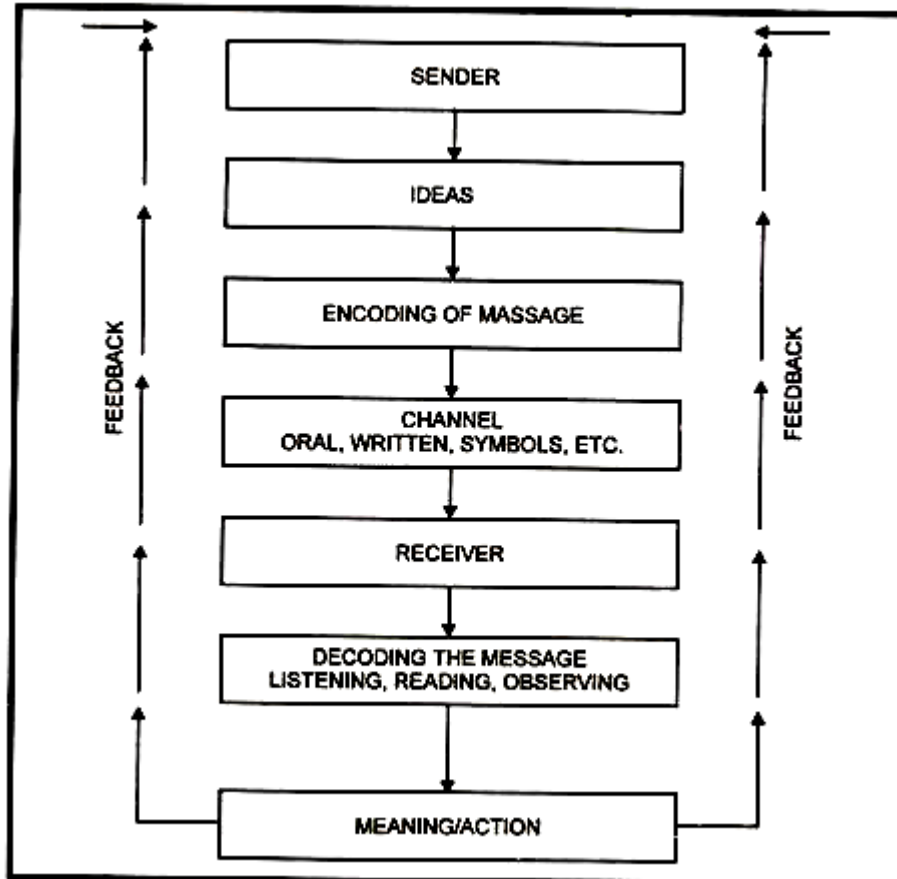 SENDER
IDEAS
ENCODING OF MASSAGE
CHANNEL
ORAL, WRITTEN, SYMBOLS, ETC.
RECEIVER
DECODING THE MESSAGE
LISTENING, READING, OBSERVING
MEANING/ACTION
FEEDBACK
FEEDBACK